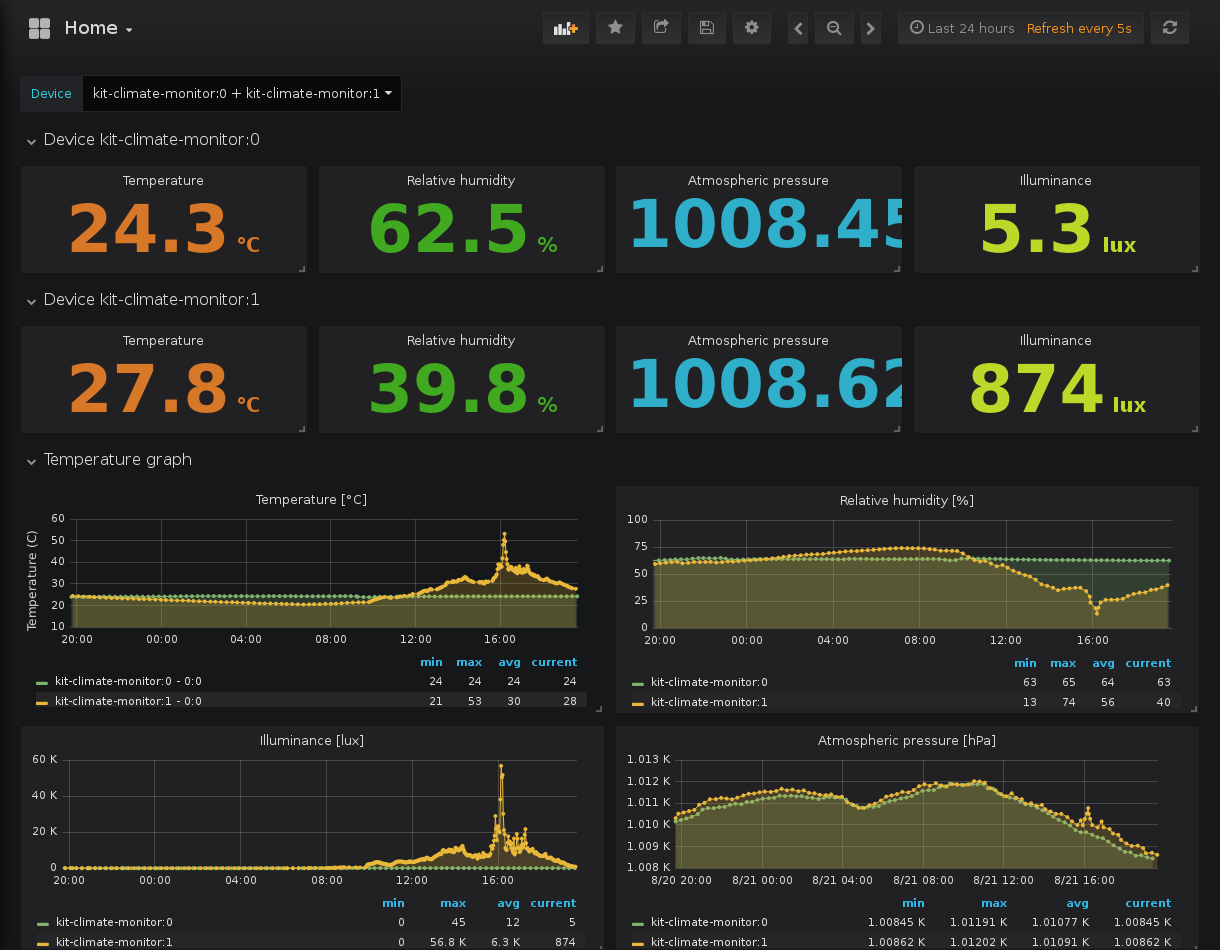 Home
Last 24 hours Refresh every 5s
Device kit-climate-monitor:0 + kit-climate-monitor:1
Device kit-climate-monitor:0
Temperature Relative humidity Atmospheric pressure Illuminance
24.3 °C 62.5 % 1008.45 5.3 lux
Device kit-climate-monitor:1
Temperature Relative humidity Atmospheric pressure Illuminance
27.8 °C 39.8 % 1008.62 874 lux
Temperature graph
Temperature [°C]
Temperature (C)
60
50
40
30
20
10
20:00 00:00 04:00 08:00 12:00 16:00
min max avg current
kit-climate-monitor:0 - 0:0 24 24 24 24
kit-climate-monitor:1 - 0:0 21 53 30 28
Relative humidity [%]
100
75
50
25
0
20:00 00:00 04:00 08:00 12:00 16:00
min max avg current
kit-climate-monitor:0 63 65 64 63
kit-climate-monitor:1 13 74 56 40
Illuminance [lux]
60 K
40 K
20 K
0
20:00 00:00 04:00 08:00 12:00 16:00
min max avg current
kit-climate-monitor:0 0 45 12 5
kit-climate-monitor:1 0 56.8 K 6.3 K 874
Atmospheric pressure [hPa]
1.013 K
1.012 K
1.011 K
1.010 K
1.009 K
1.008 K
8/20 20:00 8/21 00:00 8/21 04:00 8/21 08:00 8/21 12:00 8/21 16:00
min max avg current
kit-climate-monitor:0 1.00845 K 1.01191 K 1.01077 K 1.00845 K
kit-climate-monitor:1 1.00862 K 1.01202 K 1.01091 K 1.00862 K